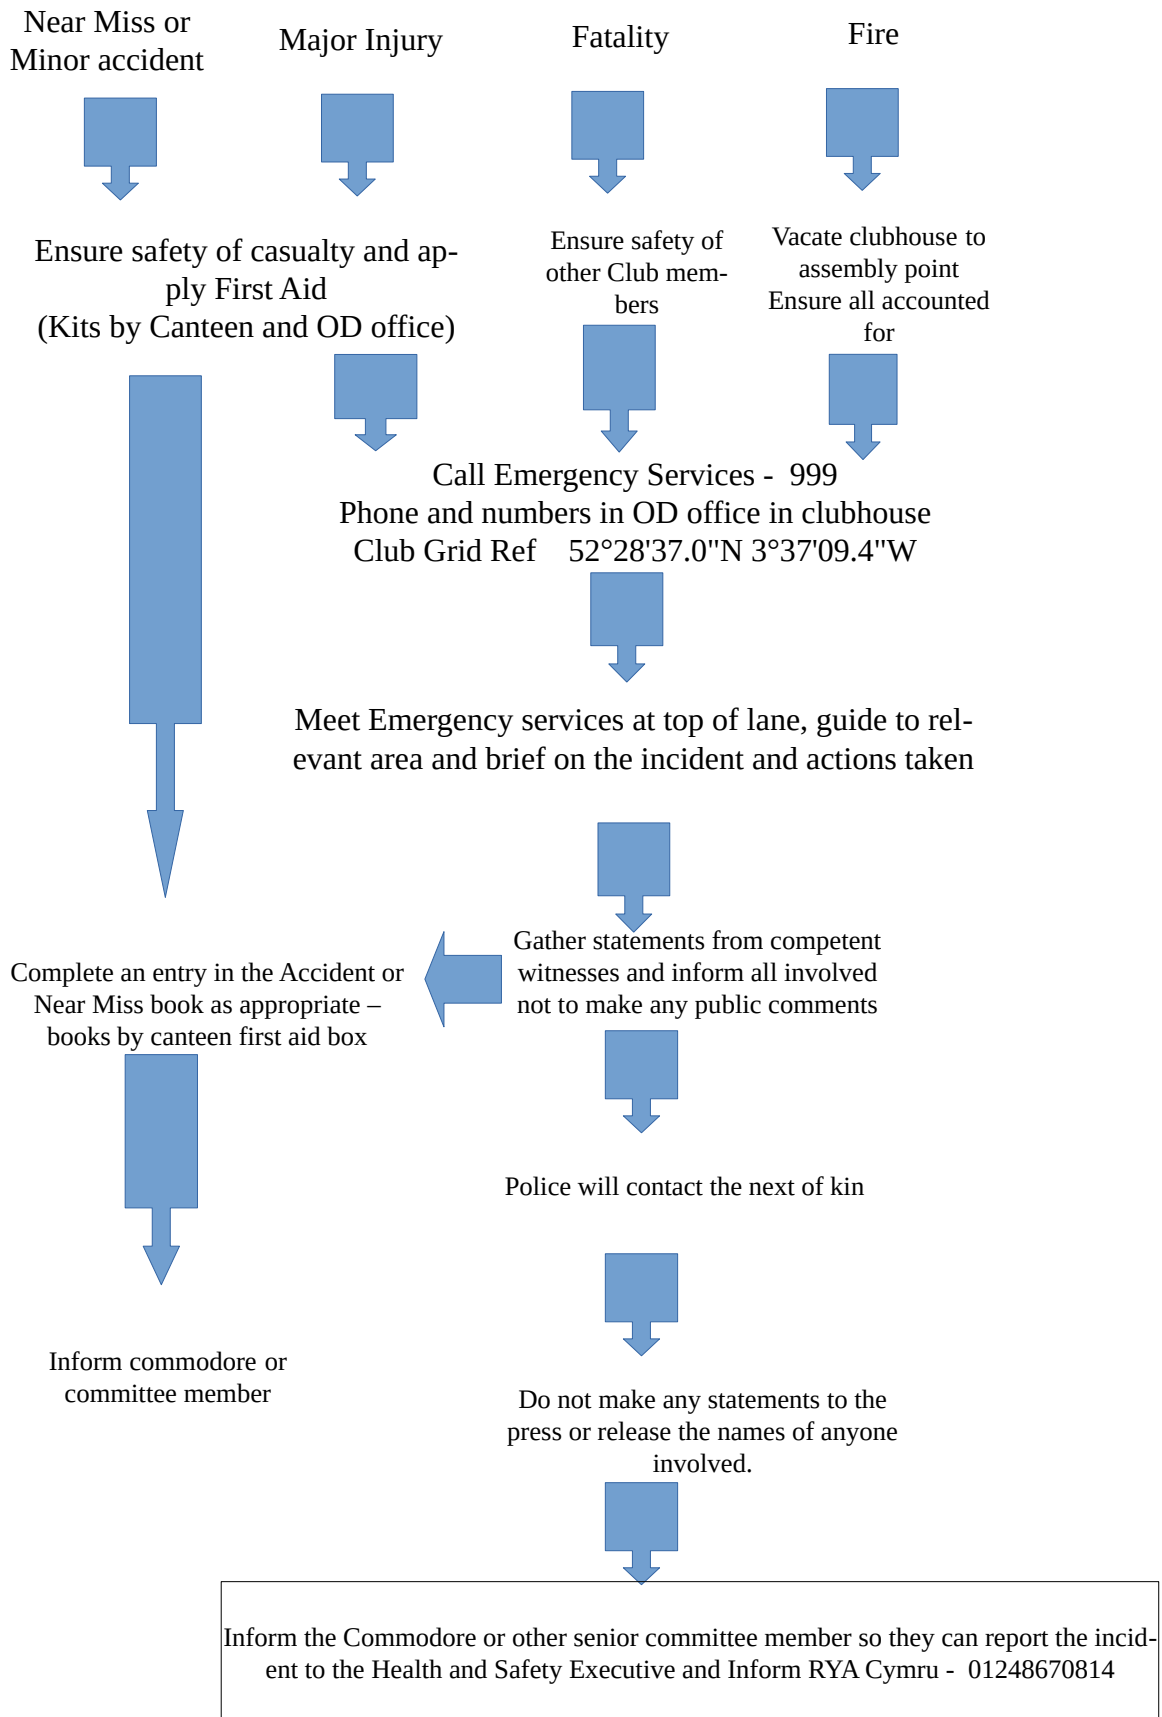 Near Miss or
Minor accident
Major Injury
Fatality
Fire
Ensure safety of casualty and ap-
ply First Aid
(Kits by Canteen and OD office)
Ensure safety of
other Club mem-
bers
Vacate clubhouse to
assembly point
Ensure all accounted
for
Call Emergency Services -  999
Phone and numbers in OD office in clubhouse
Club Grid Ref    52°28'37.0"N 3°37'09.4"W
Meet Emergency services at top of lane, guide to rel-
evant area and brief on the incident and actions taken
Gather statements from competent
witnesses and inform all involved
not to make any public comments
Complete an entry in the Accident or
Near Miss book as appropriate –
books by canteen first aid box
Police will contact the next of kin
Inform commodore or
committee member
Do not make any statements to the
press or release the names of anyone
involved.
Inform the Commodore or other senior committee member so they can report the incid-
ent to the Health and Safety Executive and Inform RYA Cymru -  01248670814